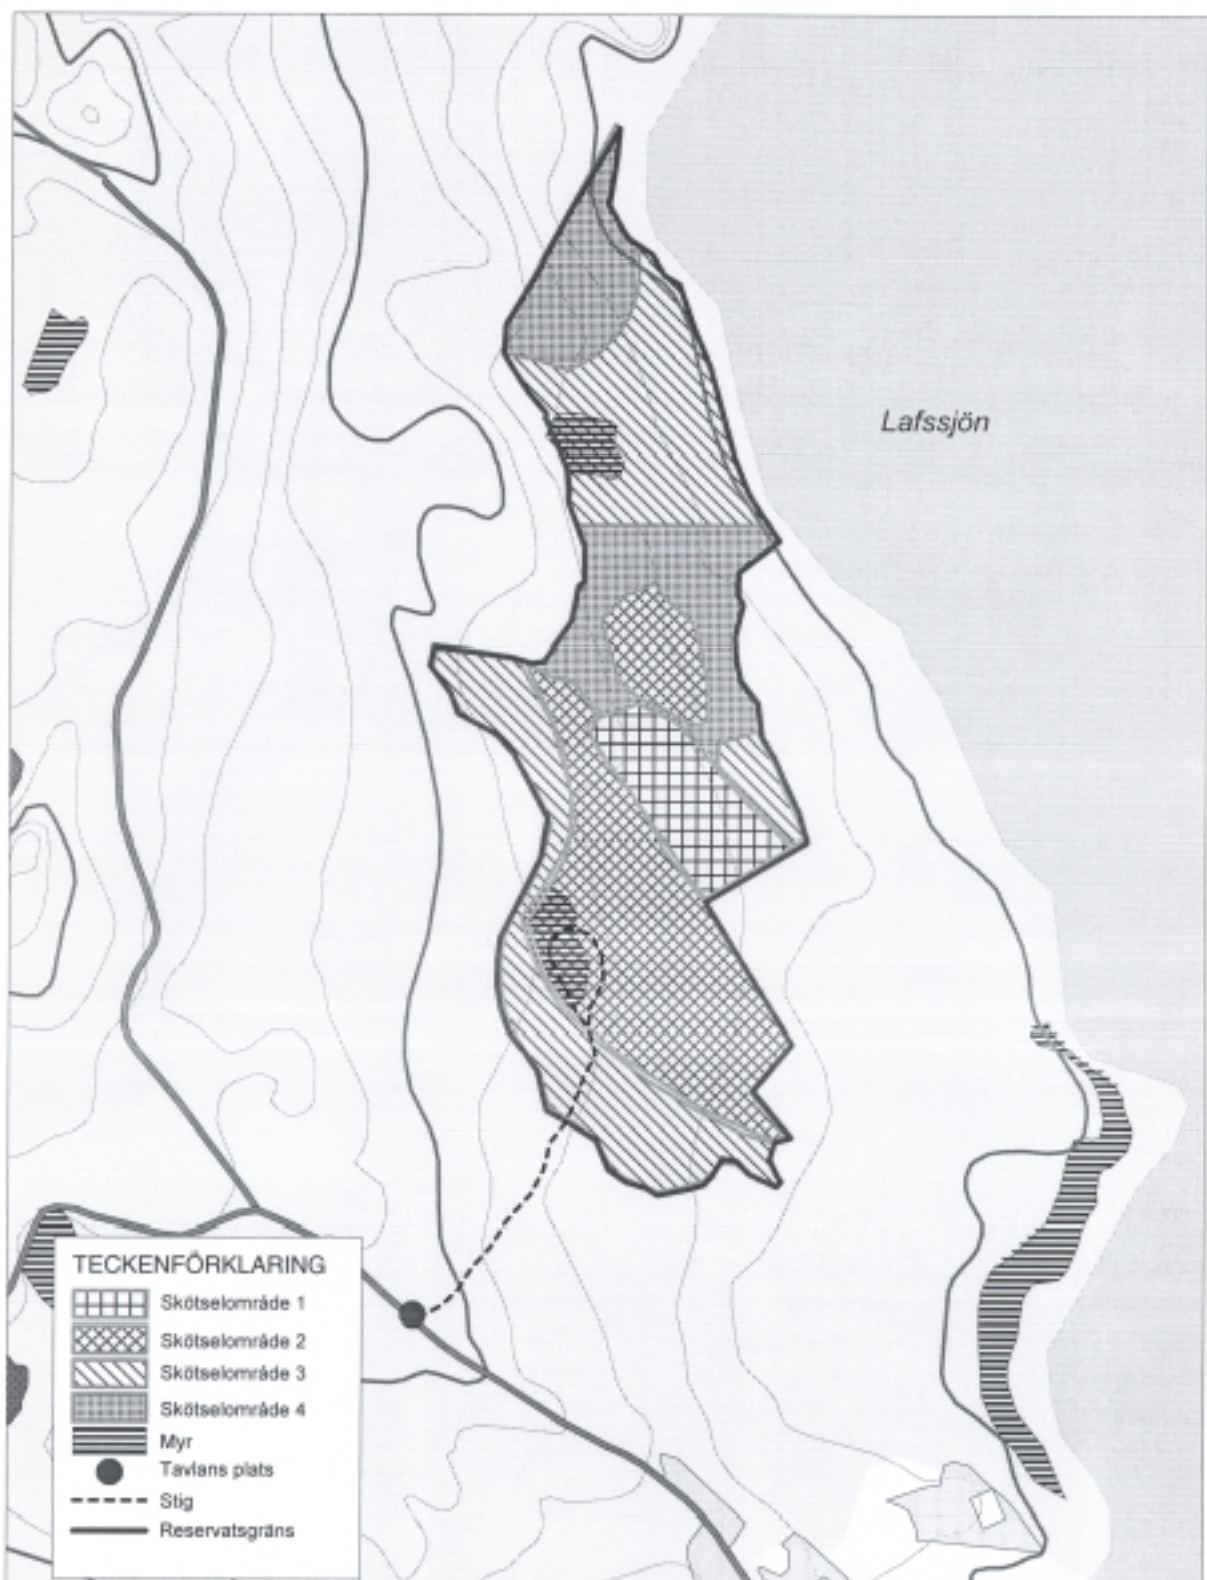 Lafssjön
TECKENFÖRKLARING
Skötselområde 1
Skötselområde 2
Skötselområde 3
Skötselområde 4
Myr
Tavlans plats
Stig
Reservatsgräns